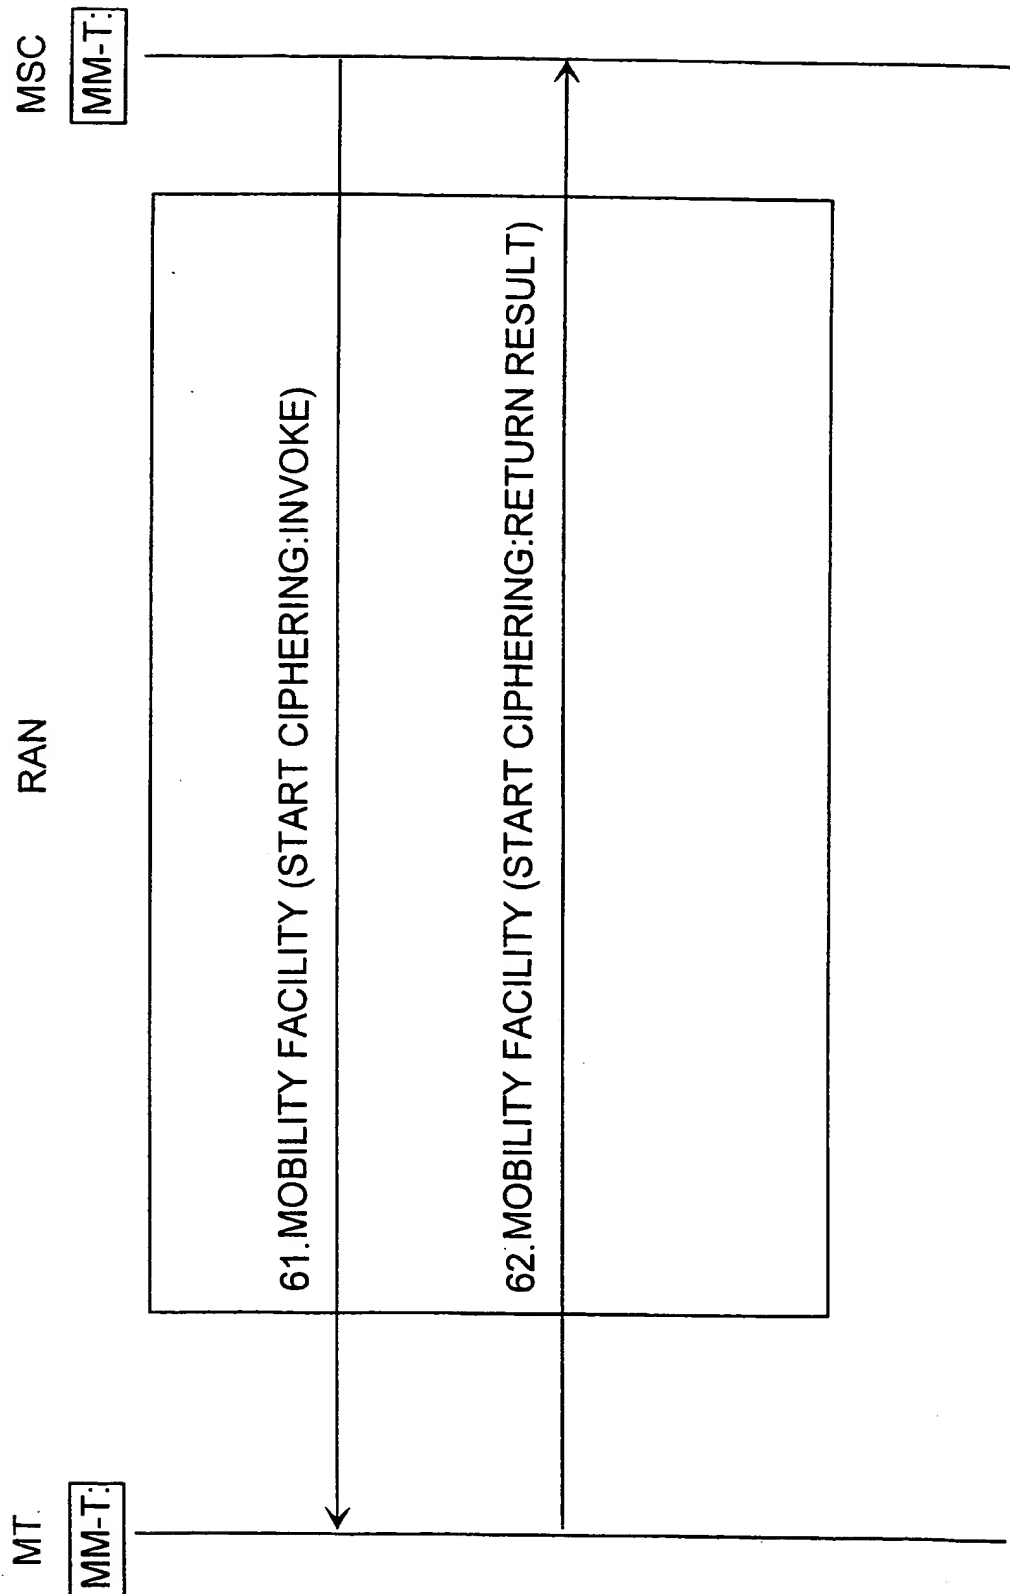 MT
RAN
MSC
MM-T:
MM-T:
61.MOBILITY FACILITY (START CIPHERING:INVOKE)
62.MOBILITY FACILITY (START CIPHERING:RETURN RESULT)